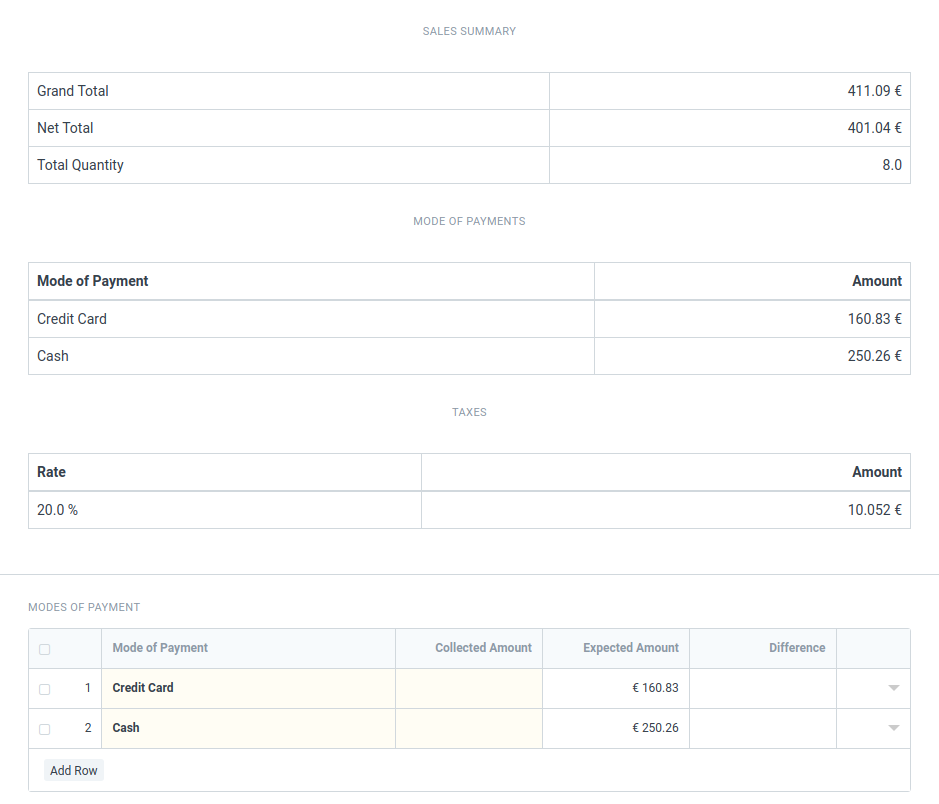 SALES SUMMARY
Grand Total 411.09 €
Net Total 401.04 €
Total Quantity 8.0
MODE OF PAYMENTS
Mode of Payment Amount
Credit Card 160.83 €
Cash 250.26 €
TAXES
Rate Amount
20.0 % 10.052 €
MODES OF PAYMENT
Mode of Payment Collected Amount Expected Amount Difference
1 Credit Card € 160.83
2 Cash € 250.26
Add Row